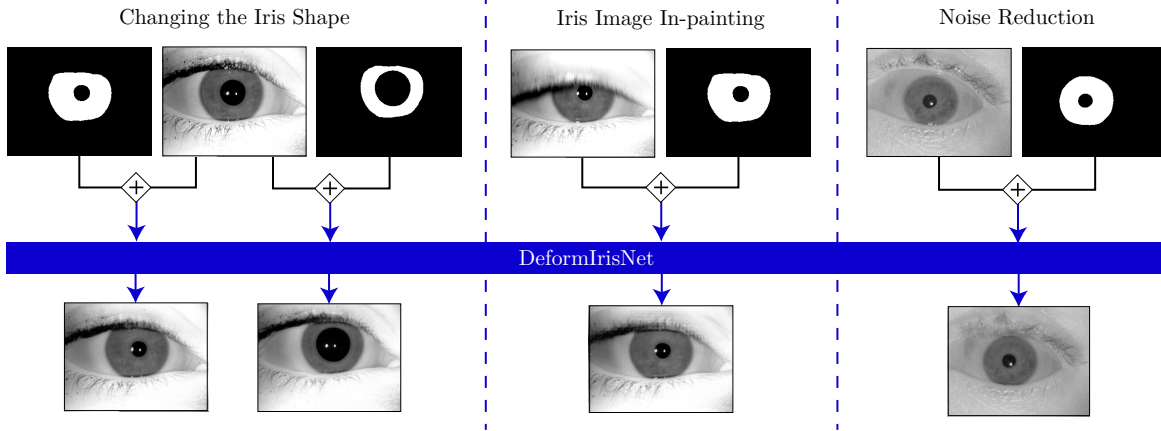 Changing the Iris Shape
Iris Image In-painting
Noise Reduction
DeformIrisNet